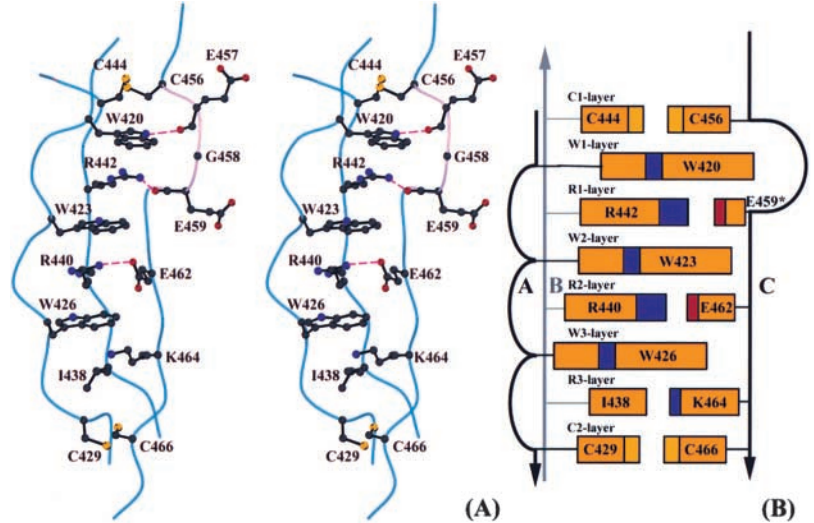 C444
E457
C456
W420
R442
G458
W423
E459
R440
E462
W426
K464
I438
C466
C429
C444
E457
C456
W420
R442
G458
W423
E459
R440
E462
W426
K464
I438
C466
C429
(A)
C1-layer
C444 C456
W1-layer
W420
R1-layer
R442 E459*
W2-layer
W423
A B C
R2-layer
R440 E462
W3-layer
W426
R3-layer
I438 K464
C2-layer
C429 C466
(B)